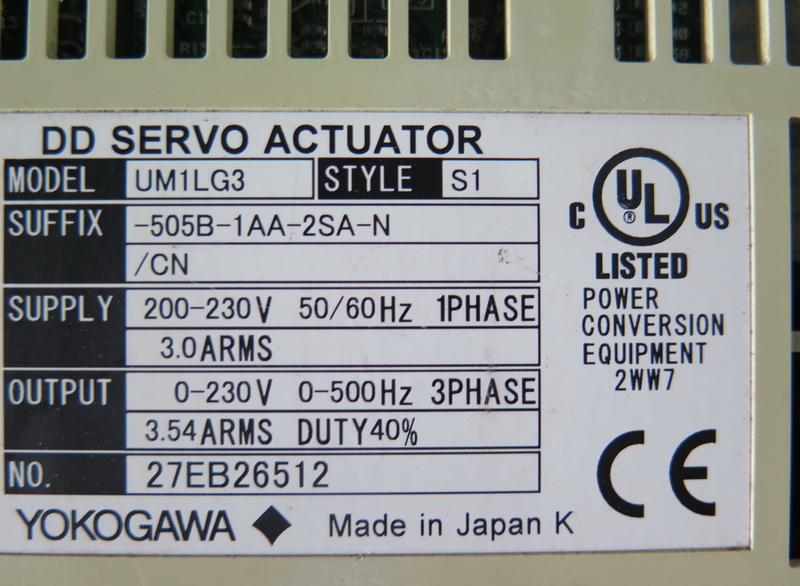 DD SERVO ACTUATOR
MODEL UM1LG3 STYLE S1
SUFFIX -505B-1AA-2SA-N
/CN
SUPPLY 200-230V 50/60Hz 1PHASE
3.0ARMS
OUTPUT 0-230V 0-500Hz 3PHASE
3.54ARMS DUTY40%
NO. 27EB26512
YOKOGAWA Made in Japan K
C UL ® US
LISTED
POWER
CONVERSION
EQUIPMENT
2WW7
CE